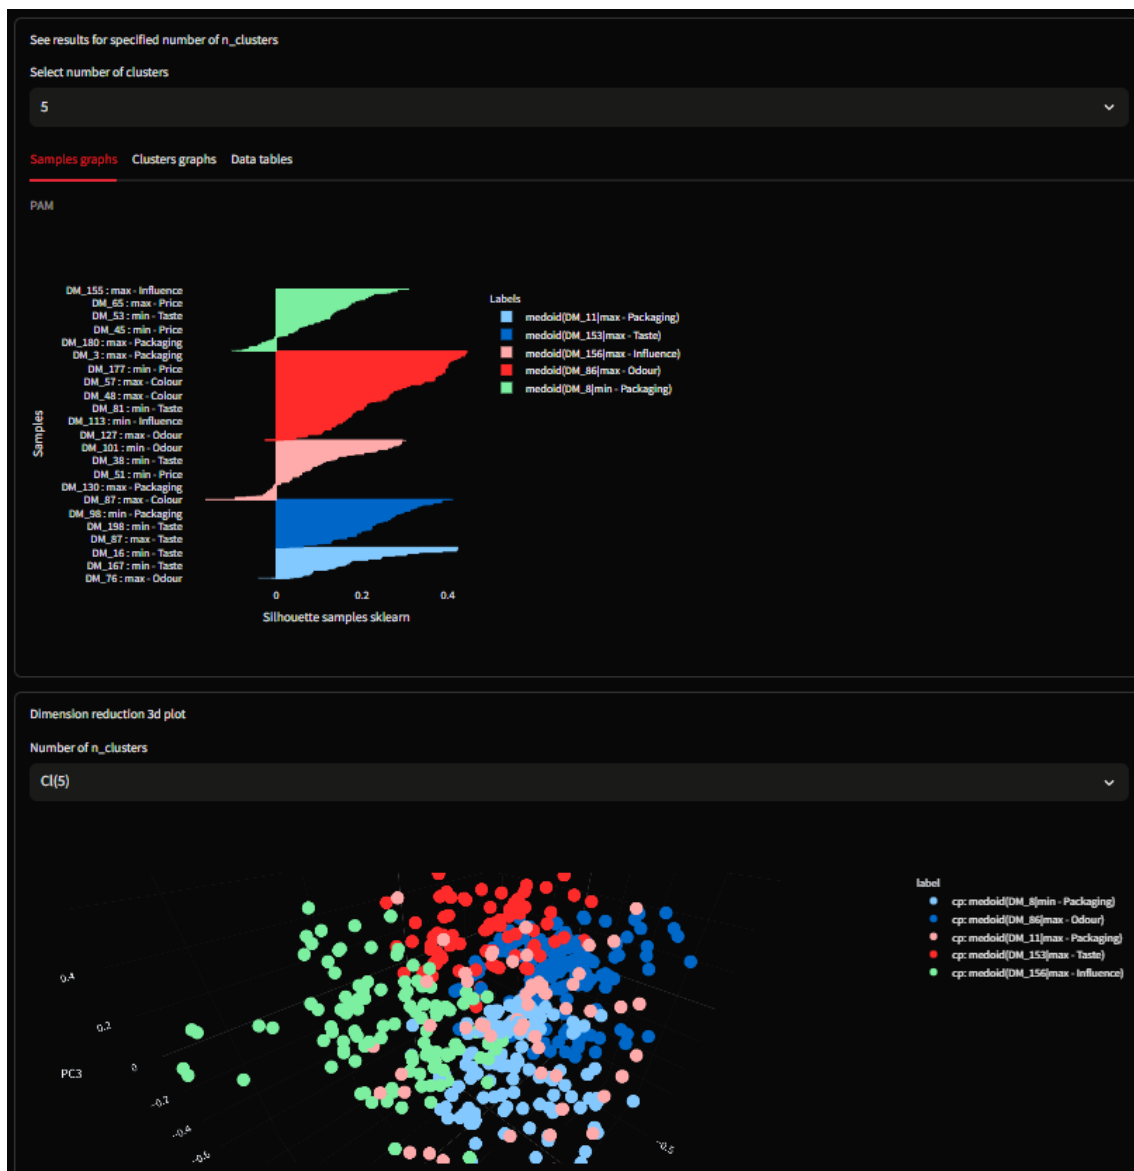 See results for specified number of n_clusters
Select number of clusters
5
Samples graphs Clusters graphs Data tables
PAM
DM_155 : max - Influence
DM_65 : max - Price
DM_53 : min - Taste
DM_45 : min - Price
DM_180 : max - Packaging
DM_3 : max - Packaging
DM_177 : min - Price
DM_57 : max - Colour
DM_48 : max - Colour
DM_81 : min - Taste
DM_113 : min - Influence
DM_127 : max - Odour
DM_101 : min - Odour
DM_38 : min - Taste
DM_51 : min - Price
DM_130 : max - Packaging
DM_87 : max - Colour
DM_98 : min - Packaging
DM_198 : min - Taste
DM_87 : max - Taste
DM_16 : min - Taste
DM_167 : min - Taste
DM_76 : max - Odour
Samples
0 0.2 0.4
Silhouette samples sklearn
Labels
medoid(DM_11|max - Packaging)
medoid(DM_153|max - Taste)
medoid(DM_156|max - Influence)
medoid(DM_86|max - Odour)
medoid(DM_8|min - Packaging)
Dimension reduction 3d plot
Number of n_clusters
Cl(5)
label
cp: medoid(DM_8|min - Packaging)
cp: medoid(DM_86|max - Odour)
cp: medoid(DM_11|max - Packaging)
cp: medoid(DM_153|max - Taste)
cp: medoid(DM_156|max - Influence)
0.4
0.2
0
PC3
−0.2
−0.4
−0.6
−0.5